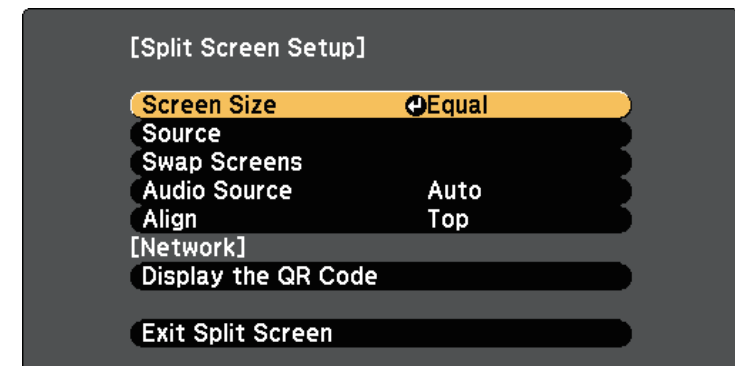 [Split Screen Setup]
Screen Size Equal
Source
Swap Screens
Audio Source Auto
Align Top
[Network]
Display the QR Code
Exit Split Screen